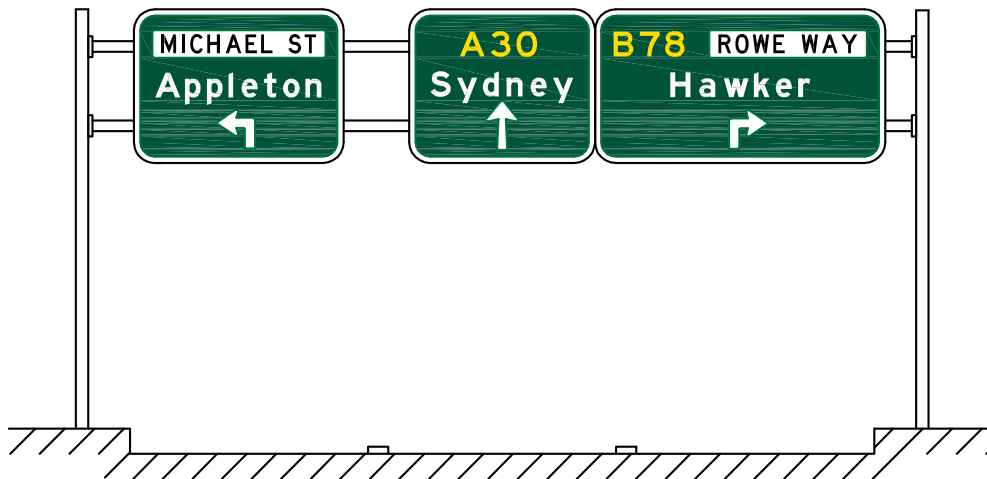 MICHAEL ST
Appleton
A30
Sydney
B78 ROWE WAY
Hawker